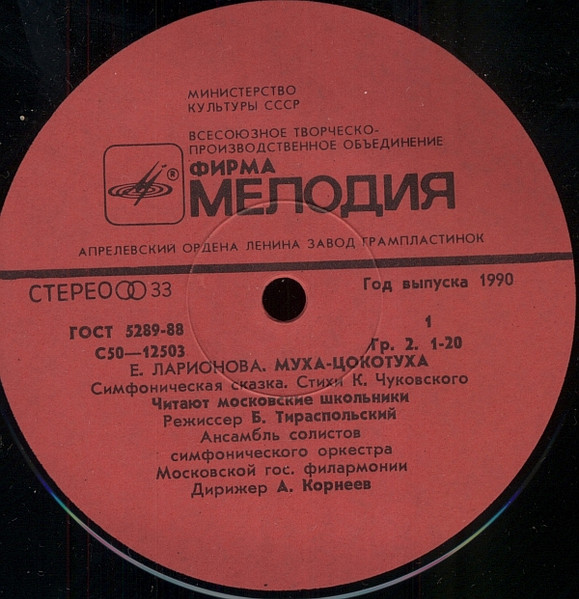 МИНИСТЕРСТВО
КУЛЬТУРЫ СССР
ВСЕСОЮЗНОЕ ТВОРЧЕСКО-
ПРОИЗВОДСТВЕННОЕ ОБЪЕДИНЕНИЕ
ФИРМА
®
МЕЛОДИЯ
АПРЕЛЕВСКИЙ ОРДЕНА ЛЕНИНА ЗАВОД ГРАМПЛАСТИНОК
СТЕРЕО 33
Год выпуска 1990
ГОСТ 5289-88
1
С50—12503
Гр. 2. 1-20
Е. ЛАРИОНОВА. МУХА-ЦОКОТУХА
Симфоническая сказка. Стихи К. Чуковского
Читают московские школьники
Режиссер Б. Тираспольский
Ансамбль солистов
симфонического оркестра
Московской гос. филармонии
Дирижер А. Корнеев